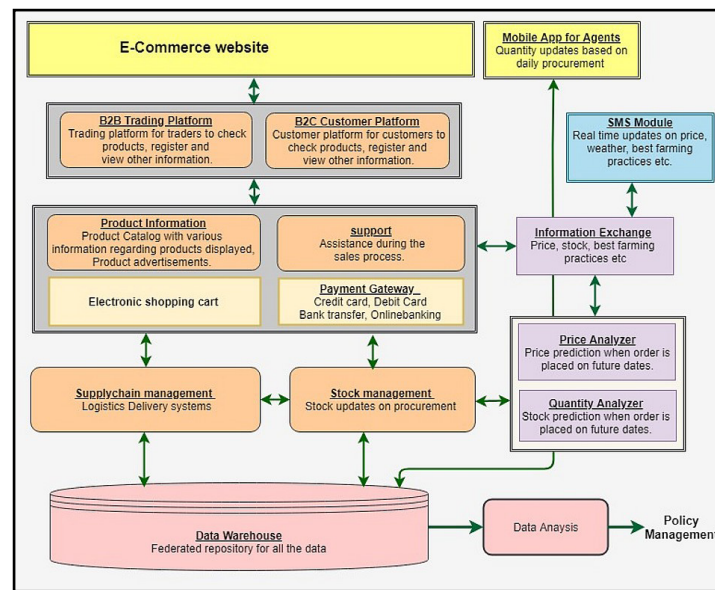 E-Commerce website
Mobile App for Agents
Quantity updates based on
daily procurement
B2B Trading Platform
Trading platform for traders to check
products, register and
view other information.
B2C Customer Platform
Customer platform for customers to
check products, register and
view other information.
SMS Module
Real time updates on price,
weather, best farming
practices etc.
Product Information
Product Catalog with various
information regarding products displayed,
Product advertisements.
support
Assistance during the
sales process.
Information Exchange
Price, stock, best farming
practices etc
Electronic shopping cart
Payment Gateway
Credit card, Debit Card
Bank transfer, Onlinebanking
Price Analyzer
Price prediction when order is
placed on future dates.
Supplychain management
Logistics Delivery systems
Stock management
Stock updates on procurement
Quantity Analyzer
Stock prediction when order is
placed on future dates.
Data Warehouse
Federated repository for all the data
Data Anaysis
Policy
Management